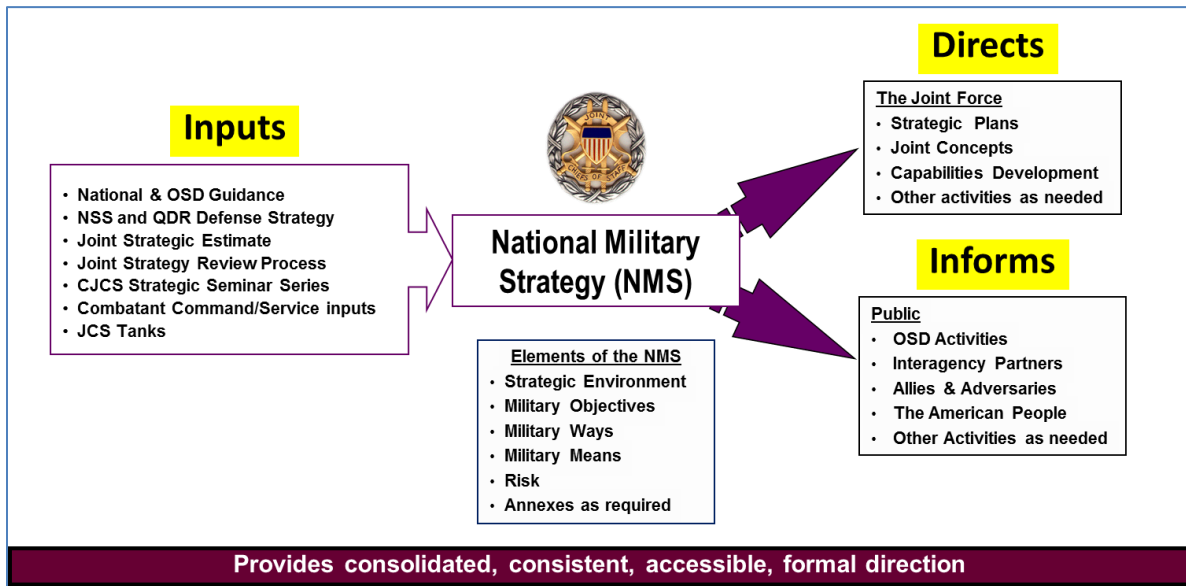 Inputs
• National & OSD Guidance
• NSS and QDR Defense Strategy
• Joint Strategic Estimate
• Joint Strategy Review Process
• CJCS Strategic Seminar Series
• Combatant Command/Service inputs
• JCS Tanks
JOINT
CHIEFS OF STAFF
National Military
Strategy (NMS)
Elements of the NMS
• Strategic Environment
• Military Objectives
• Military Ways
• Military Means
• Risk
• Annexes as required
Directs
The Joint Force
• Strategic Plans
• Joint Concepts
• Capabilities Development
• Other activities as needed
Informs
Public
• OSD Activities
• Interagency Partners
• Allies & Adversaries
• The American People
• Other Activities as needed
Provides consolidated, consistent, accessible, formal direction